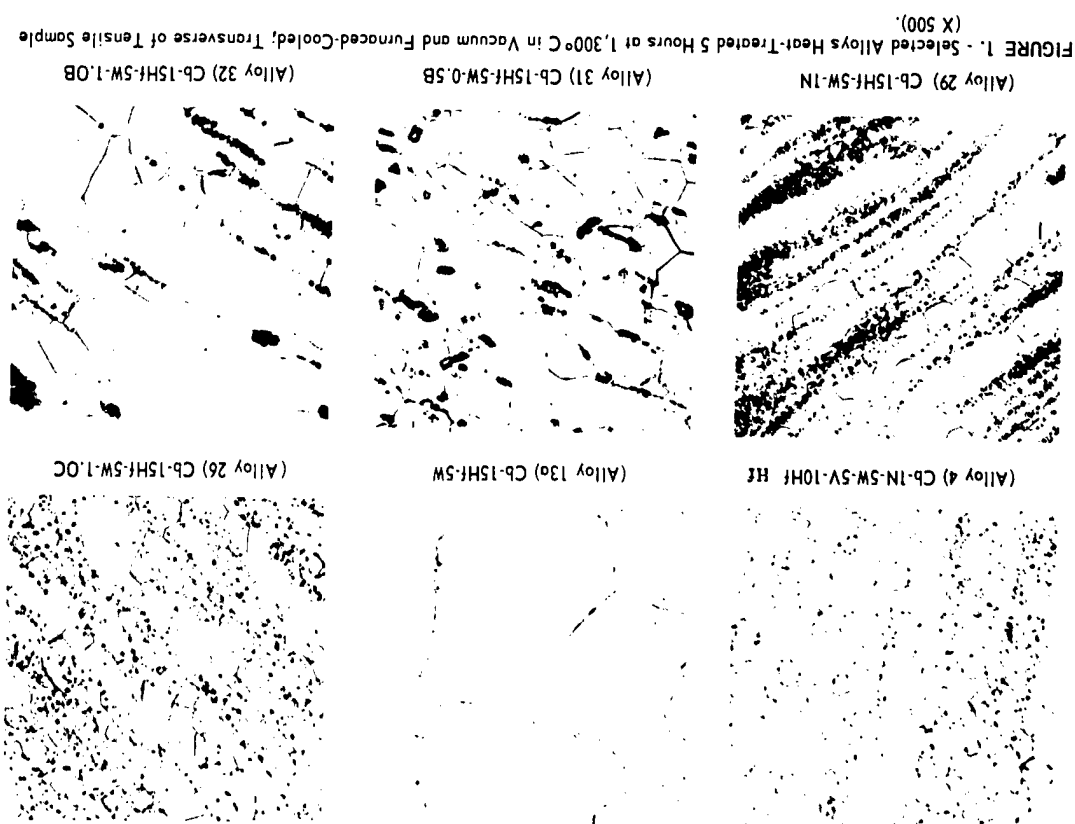 (Alloy 4) Cb-1N-5W-5V-10Hf Hf
(Alloy 13a) Cb-15Hf-5W
(Alloy 26) Cb-15Hf-5W-1.0C
(Alloy 29) Cb-15Hf-5W-1N
(Alloy 31) Cb-15Hf-5W-0.5B
(Alloy 32) Cb-15Hf-5W-1.0B
FIGURE 1. - Selected Alloys Heat-Treated 5 Hours at 1,300°C in Vacuum and Furnaced-Cooled; Transverse of Tensile Sample
(X 500).